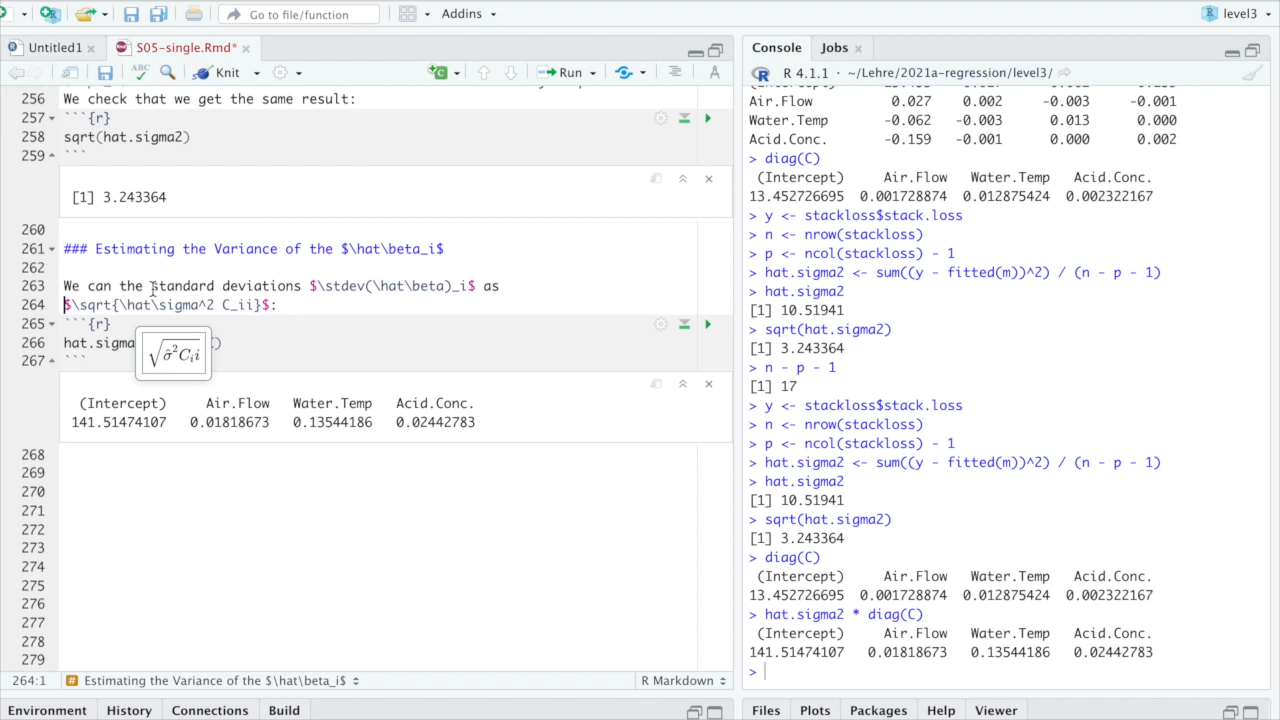 Go to file/function
Addins
level3
Untitled1
S05-single.Rmd*
ABC
Knit
Run
256 We check that we get the same result:
257 ```{r}
258 sqrt(hat.sigma2)
259 ```
[1] 3.243364
260
261 ### Estimating the Variance of the $\hat\beta_i$
262
263 We can the standard deviations $\stdev(\hat\beta)_i$ as
264 $\sqrt{\hat\sigma^2 C_ii}$:
265 ```{r}
266 hat.sigma
267 ```
(Intercept) Air.Flow Water.Temp Acid.Conc.
141.51474107 0.01818673 0.13544186 0.02442783
268
269
270
271
272
273
274
275
276
277
278
279
264:1 # Estimating the Variance of the $\hat\beta_i$
R Markdown
Environment History Connections Build
Console Jobs
R 4.1.1 · ~/Lehre/2021a-regression/level3/
Air.Flow 0.027 0.002 -0.003 -0.001
Water.Temp -0.062 -0.003 0.013 0.000
Acid.Conc. -0.159 -0.001 0.000 0.002
> diag(C)
(Intercept) Air.Flow Water.Temp Acid.Conc.
13.452726695 0.001728874 0.012875424 0.002322167
> y <- stackloss$stack.loss
> n <- nrow(stackloss)
> p <- ncol(stackloss) - 1
> hat.sigma2 <- sum((y - fitted(m))^2) / (n - p - 1)
> hat.sigma2
[1] 10.51941
> sqrt(hat.sigma2)
[1] 3.243364
> n - p - 1
[1] 17
> y <- stackloss$stack.loss
> n <- nrow(stackloss)
> p <- ncol(stackloss) - 1
> hat.sigma2 <- sum((y - fitted(m))^2) / (n - p - 1)
> hat.sigma2
[1] 10.51941
> sqrt(hat.sigma2)
[1] 3.243364
> diag(C)
(Intercept) Air.Flow Water.Temp Acid.Conc.
13.452726695 0.001728874 0.012875424 0.002322167
> hat.sigma2 * diag(C)
(Intercept) Air.Flow Water.Temp Acid.Conc.
141.51474107 0.01818673 0.13544186 0.02442783
>
Files Plots Packages Help Viewer